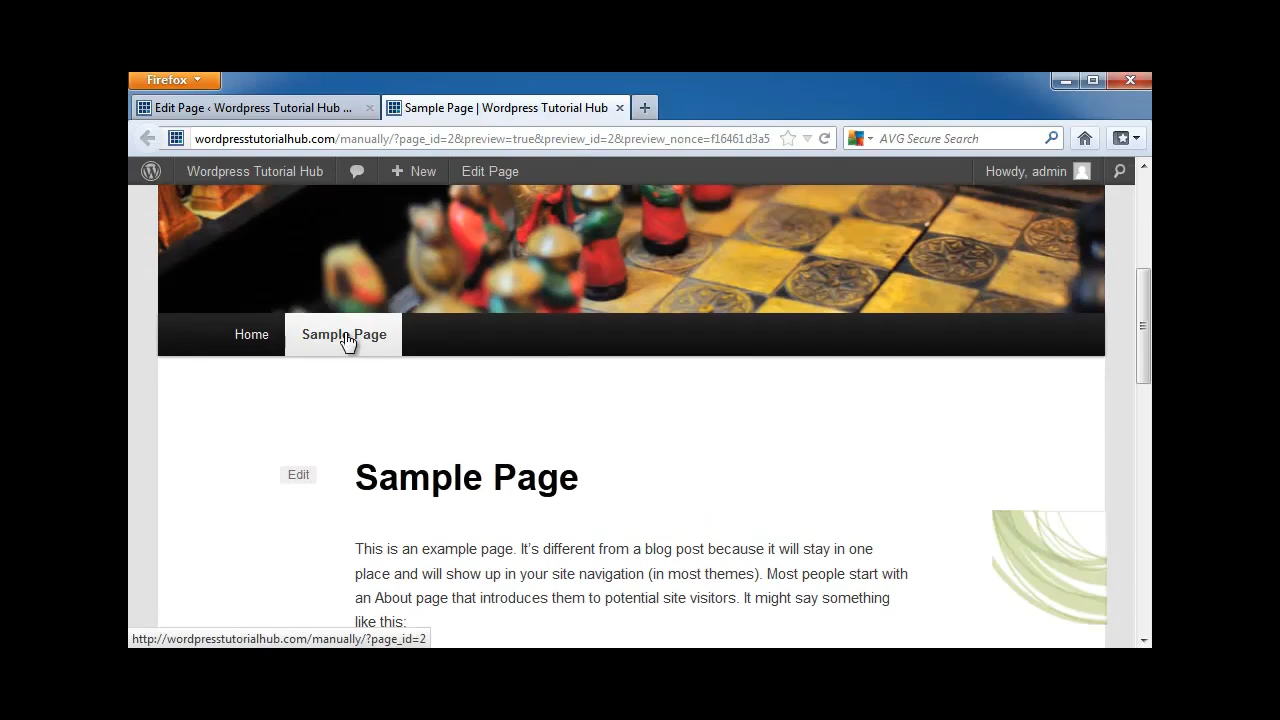 Firefox
Edit Page ‹ Wordpress Tutorial Hub ...
Sample Page | Wordpress Tutorial Hub
wordpresstutorialhub.com/manually/?page_id=2&preview=true&preview_id=2&preview_nonce=f16461d3a5
AVG Secure Search
Wordpress Tutorial Hub
New
Edit Page
Howdy, admin
Home
Sample Page
Edit
Sample Page
This is an example page. It’s different from a blog post because it will stay in one
place and will show up in your site navigation (in most themes). Most people start with
an About page that introduces them to potential site visitors. It might say something
like this:
http://wordpresstutorialhub.com/manually/?page_id=2